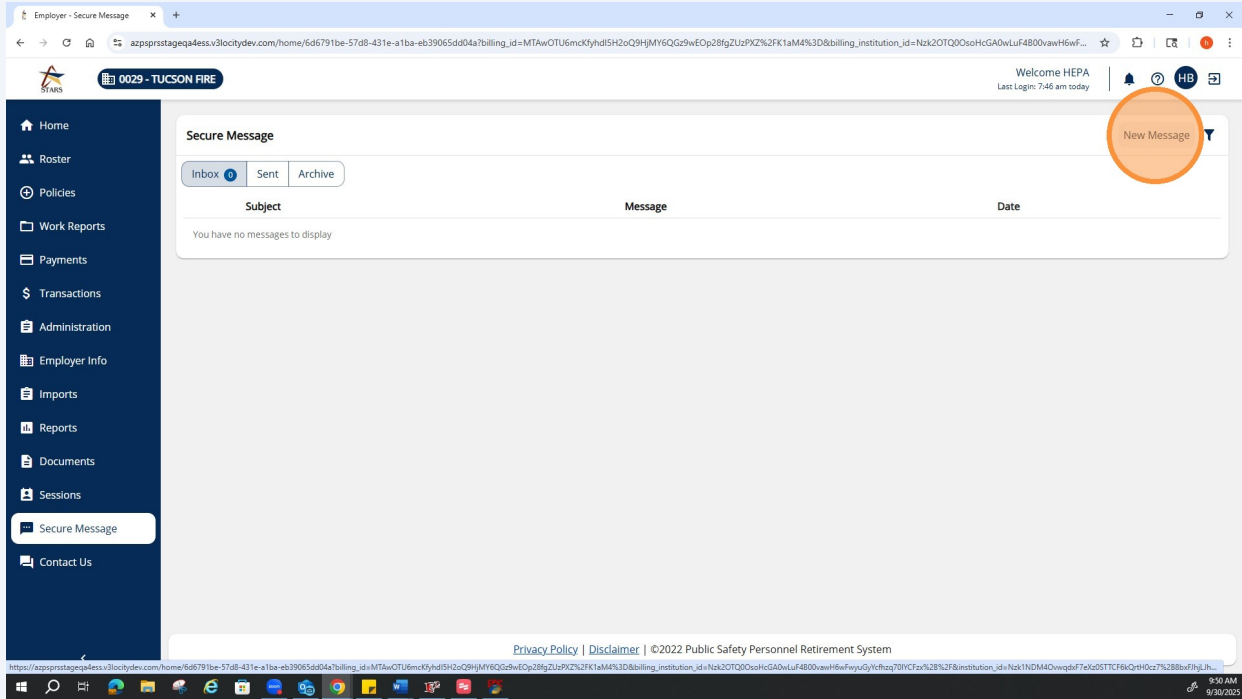 Employer - Secure Message
azpsprsstageqa4ess.v3locitydev.com/home/6d6791be-57d8-431e-a1ba-eb39065dd04a?billing_id=MTAwOTU6mcKfyhdI5H2oQ9HjMY6QGz9wEOp28fgZUzPXZ%2FK1aM4%3D&billing_institution_id=Nzk2OTQ0OsoHcGA0wLuF4B00vawH6wF...
h
STARS
0029 - TUCSON FIRE
Welcome HEPA
Last Login: 7:46 am today
HB
Home
Roster
Policies
Work Reports
Payments
Transactions
Administration
Employer Info
Imports
Reports
Documents
Sessions
Secure Message
Contact Us
Secure Message
New Message
Inbox 0 Sent Archive
Subject Message Date
You have no messages to display
Privacy Policy | Disclaimer | ©2022 Public Safety Personnel Retirement System
9:50 AM
9/30/2025